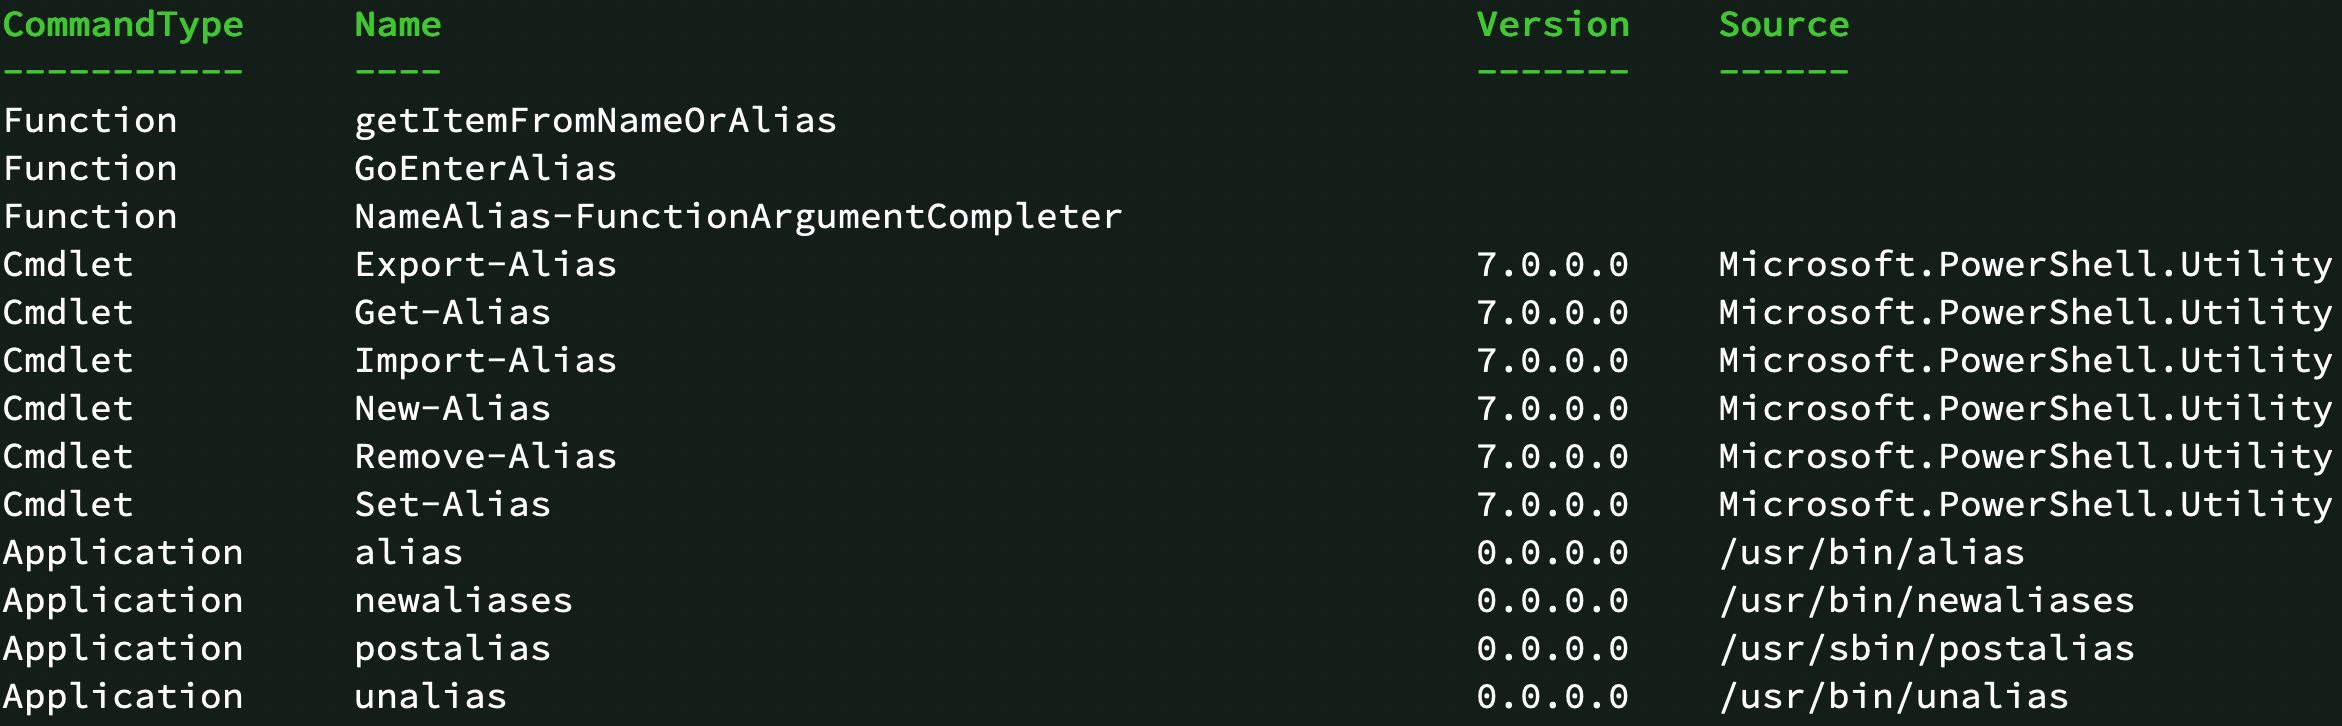 CommandType     Name                                               Version    Source
-----------     ----                                               -------    ------
Function        getItemFromNameOrAlias
Function        GoEnterAlias
Function        NameAlias-FunctionArgumentCompleter
Cmdlet          Export-Alias                                       7.0.0.0    Microsoft.PowerShell.Utility
Cmdlet          Get-Alias                                          7.0.0.0    Microsoft.PowerShell.Utility
Cmdlet          Import-Alias                                       7.0.0.0    Microsoft.PowerShell.Utility
Cmdlet          New-Alias                                          7.0.0.0    Microsoft.PowerShell.Utility
Cmdlet          Remove-Alias                                       7.0.0.0    Microsoft.PowerShell.Utility
Cmdlet          Set-Alias                                          7.0.0.0    Microsoft.PowerShell.Utility
Application     alias                                              0.0.0.0    /usr/bin/alias
Application     newaliases                                         0.0.0.0    /usr/bin/newaliases
Application     postalias                                          0.0.0.0    /usr/sbin/postalias
Application     unalias                                            0.0.0.0    /usr/bin/unalias